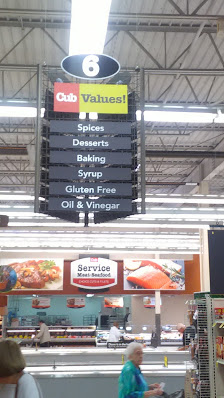 6
Cub Values!
Spices
Desserts
Baking
Syrup
Gluten Free
Oil & Vinegar
Service
Meat•Seafood